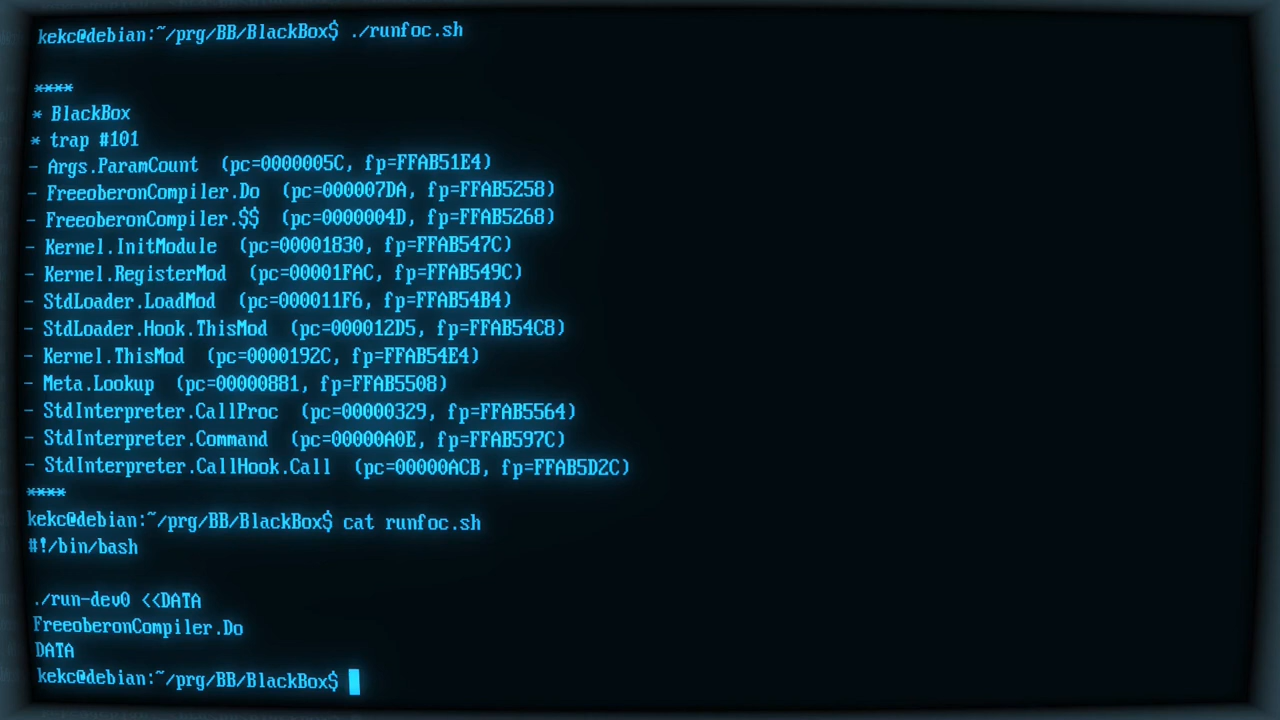 kekc@debian:~/prg/BB/BlackBox$ ./runfoc.sh
****
* BlackBox
* trap #101
- Args.ParamCount  (pc=0000005C, fp=FFAB51E4)
- FreeoberonCompiler.Do  (pc=000007DA, fp=FFAB5258)
- FreeoberonCompiler.$$  (pc=0000004D, fp=FFAB5268)
- Kernel.InitModule  (pc=00001830, fp=FFAB547C)
- Kernel.RegisterMod  (pc=00001FAC, fp=FFAB549C)
- StdLoader.LoadMod  (pc=000011F6, fp=FFAB54B4)
- StdLoader.Hook.ThisMod  (pc=000012D5, fp=FFAB54C8)
- Kernel.ThisMod  (pc=0000192C, fp=FFAB54E4)
- Meta.Lookup  (pc=00000881, fp=FFAB5508)
- StdInterpreter.CallProc  (pc=00000329, fp=FFAB5564)
- StdInterpreter.Command  (pc=00000A0E, fp=FFAB597C)
- StdInterpreter.CallHook.Call  (pc=00000ACB, fp=FFAB5D2C)
****
kekc@debian:~/prg/BB/BlackBox$ cat runfoc.sh
#!/bin/bash
./run-dev0 <<DATA
FreeoberonCompiler.Do
DATA
kekc@debian:~/prg/BB/BlackBox$